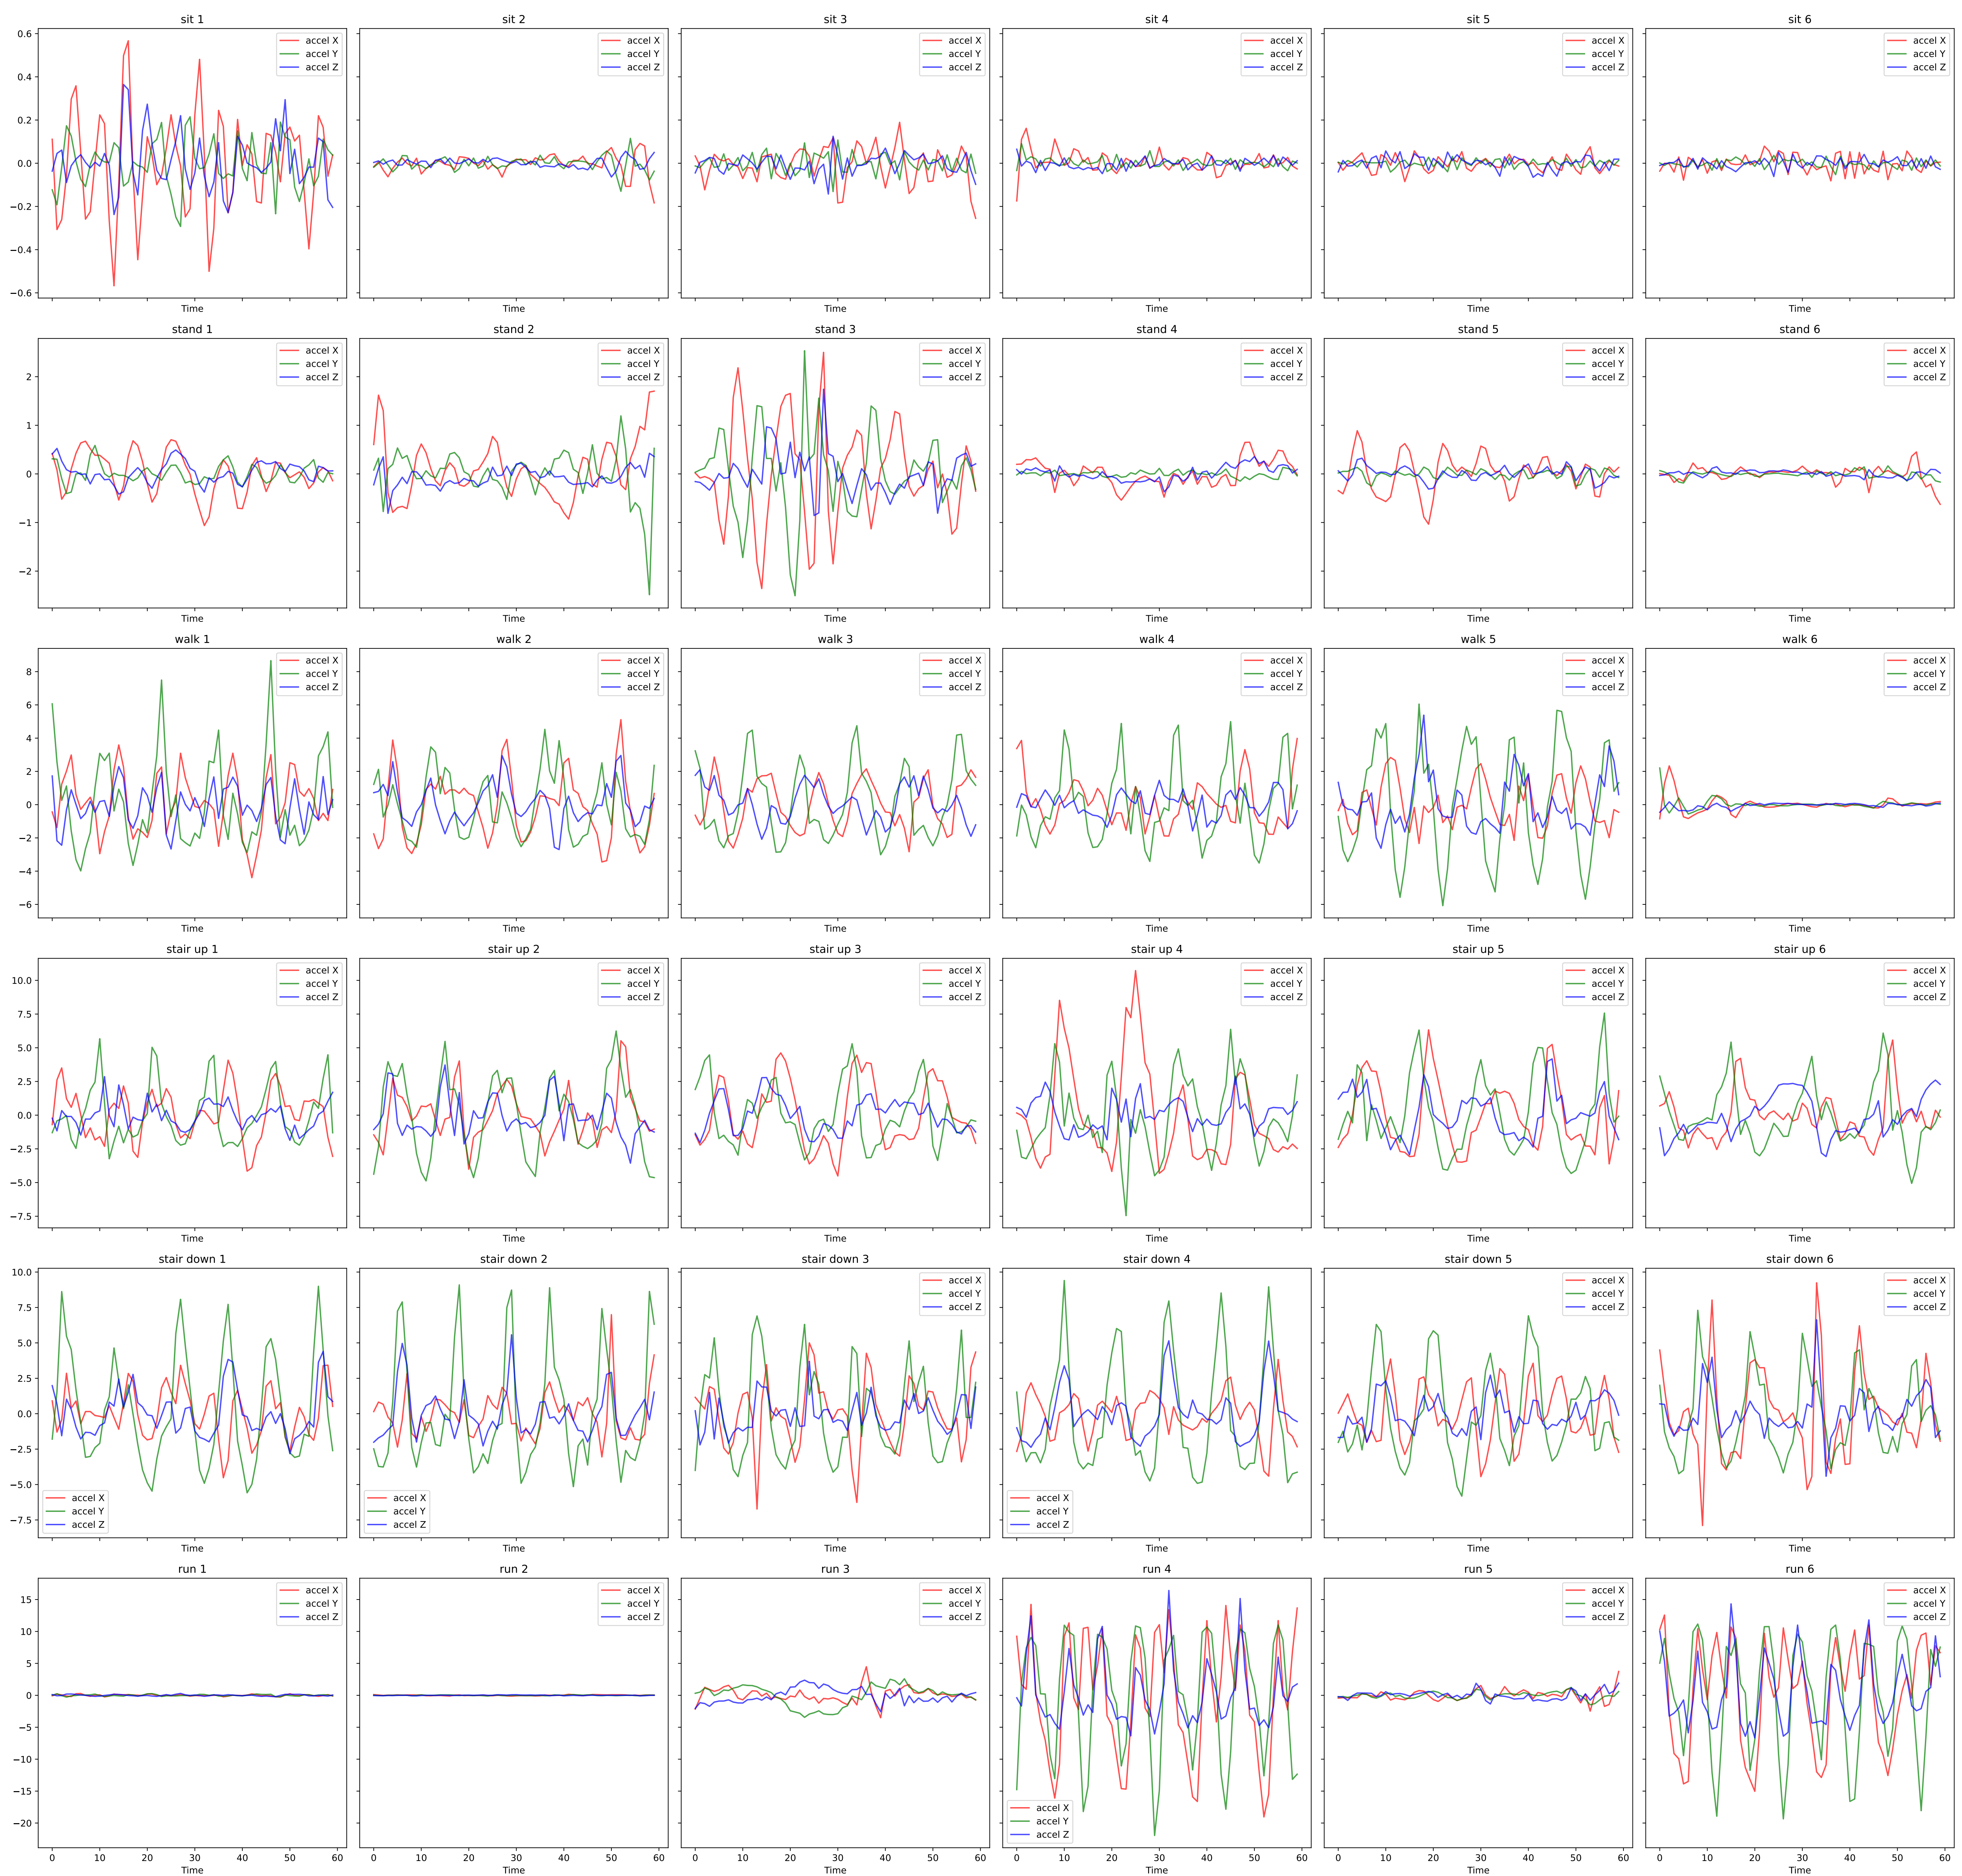 sit 1 sit 2 sit 3 sit 4 sit 5 sit 6
accel X accel X accel X accel X accel X accel X
accel Y accel Y accel Y accel Y accel Y accel Y
accel Z accel Z accel Z accel Z accel Z accel Z
0.6
0.4
0.2
0.0
−0.2
−0.4
−0.6
Time Time Time Time Time Time
stand 1 stand 2 stand 3 stand 4 stand 5 stand 6
accel X accel X accel X accel X accel X accel X
accel Y accel Y accel Y accel Y accel Y accel Y
accel Z accel Z accel Z accel Z accel Z accel Z
2
1
0
−1
−2
Time Time Time Time Time Time
walk 1 walk 2 walk 3 walk 4 walk 5 walk 6
accel X accel X accel X accel X accel X accel X
accel Y accel Y accel Y accel Y accel Y accel Y
accel Z accel Z accel Z accel Z accel Z accel Z
8
6
4
2
0
−2
−4
−6
Time Time Time Time Time Time
stair up 1 stair up 2 stair up 3 stair up 4 stair up 5 stair up 6
accel X accel X accel X accel X accel X accel X
accel Y accel Y accel Y accel Y accel Y accel Y
accel Z accel Z accel Z accel Z accel Z accel Z
10.0
7.5
5.0
2.5
0.0
−2.5
−5.0
−7.5
Time Time Time Time Time Time
stair down 1 stair down 2 stair down 3 stair down 4 stair down 5 stair down 6
accel X accel X accel X
accel Y accel Y accel Y
accel Z accel Z accel Z
10.0
7.5
5.0
2.5
0.0
−2.5
−5.0
−7.5
accel X accel X accel X
accel Y accel Y accel Y
accel Z accel Z accel Z
Time Time Time Time Time Time
run 1 run 2 run 3 run 4 run 5 run 6
accel X accel X accel X accel X accel X
accel Y accel Y accel Y accel Y accel Y
accel Z accel Z accel Z accel Z accel Z
15
10
5
0
−5
−10
−15
−20
accel X
accel Y
accel Z
0 10 20 30 40 50 60 0 10 20 30 40 50 60 0 10 20 30 40 50 60 0 10 20 30 40 50 60 0 10 20 30 40 50 60 0 10 20 30 40 50 60
Time Time Time Time Time Time